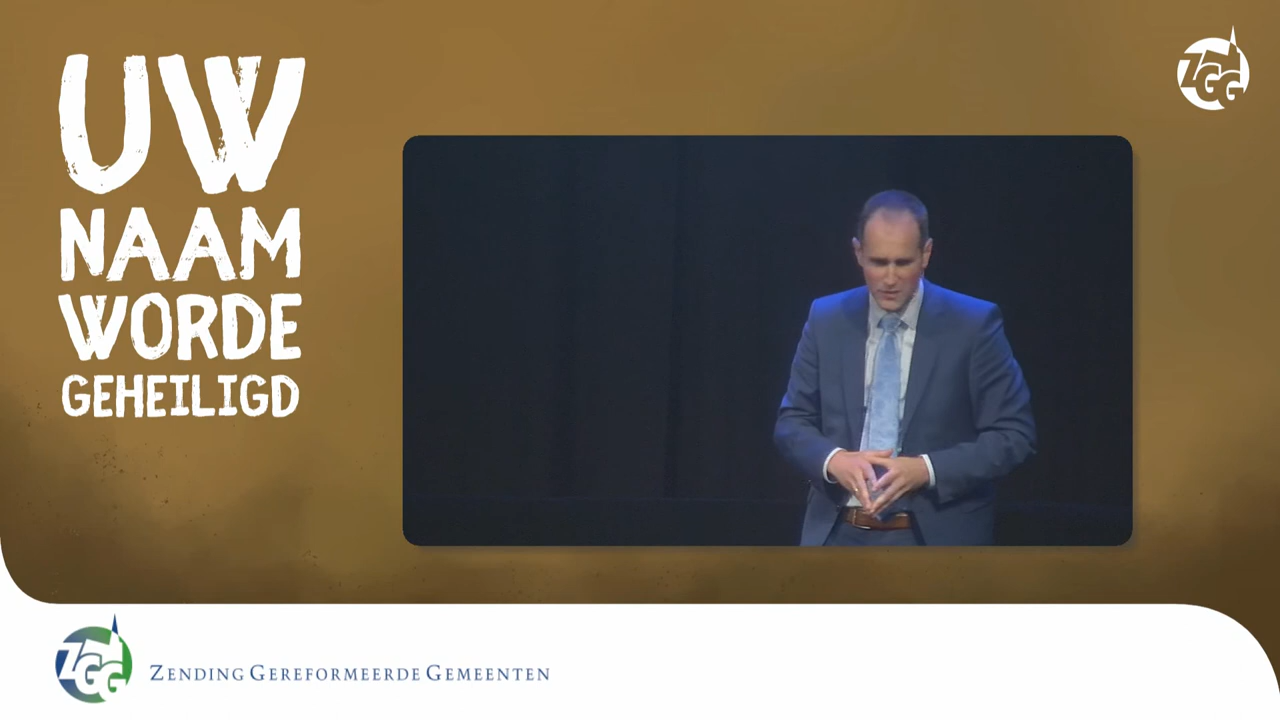 UW
NAAM
WORDE
GEHEILIGD
ZGG
ZGG
ZENDING GEREFORMEERDE GEMEENTEN